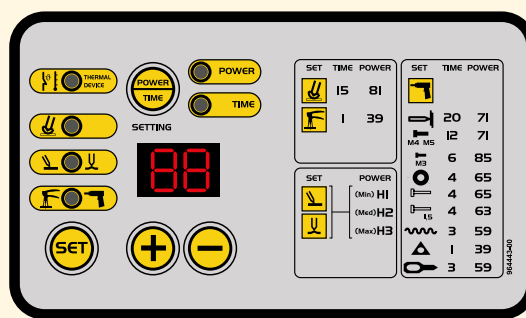 THERMAL DEVICE
POWER
TIME
POWER
TIME
SETTING
88
SET
SET TIME POWER
15 81
1 39
SET POWER
(Min) H1
(Med) H2
(Max) H3
SET TIME POWER
20 71
M4 M5 12 71
M3 6 85
4 65
4 65
1,5 4 63
3 59
1 39
3 59
964443-00